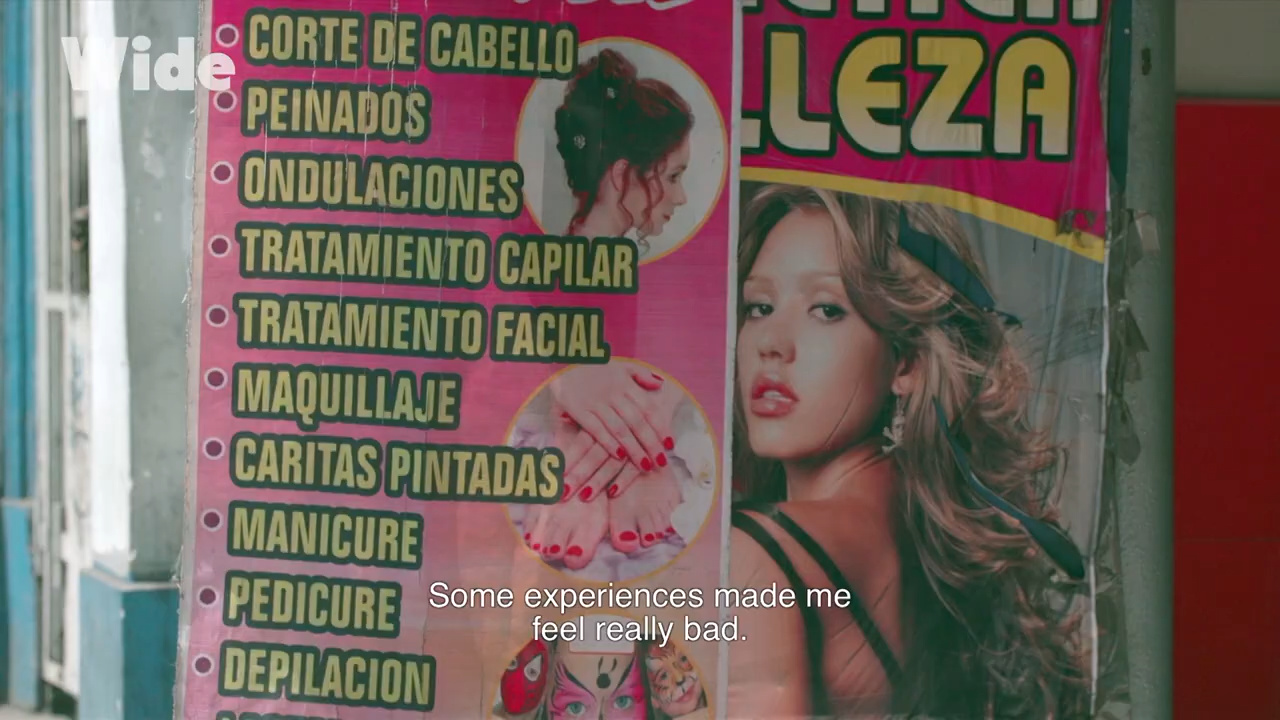 Wide
CORTE DE CABELLO
PEINADOS
ONDULACIONES
TRATAMIENTO CAPILAR
TRATAMIENTO FACIAL
MAQUILLAJE
CARITAS PINTADAS
MANICURE
PEDICURE
DEPILACION
LLEZA
Some experiences made me
feel really bad.